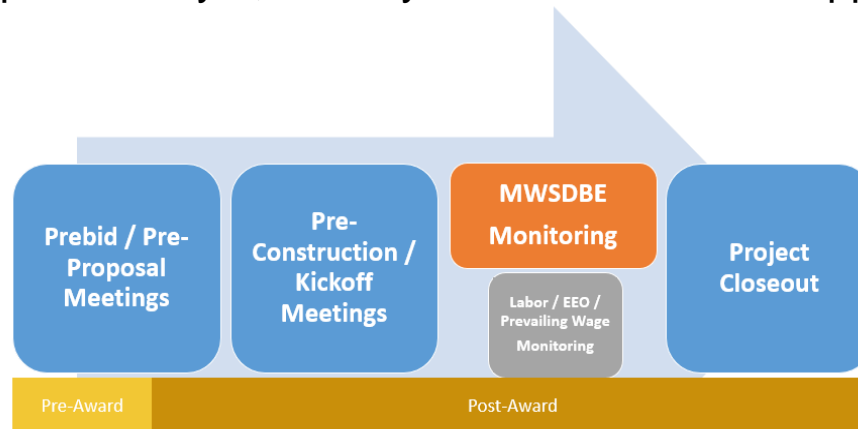 Prebid / Pre-
Proposal
Meetings
Pre-
Construction /
Kickoff
Meetings
MWSDBE
Monitoring
Labor / EEO /
Prevailing Wage
Monitoring
Project
Closeout
Pre-Award
Post-Award